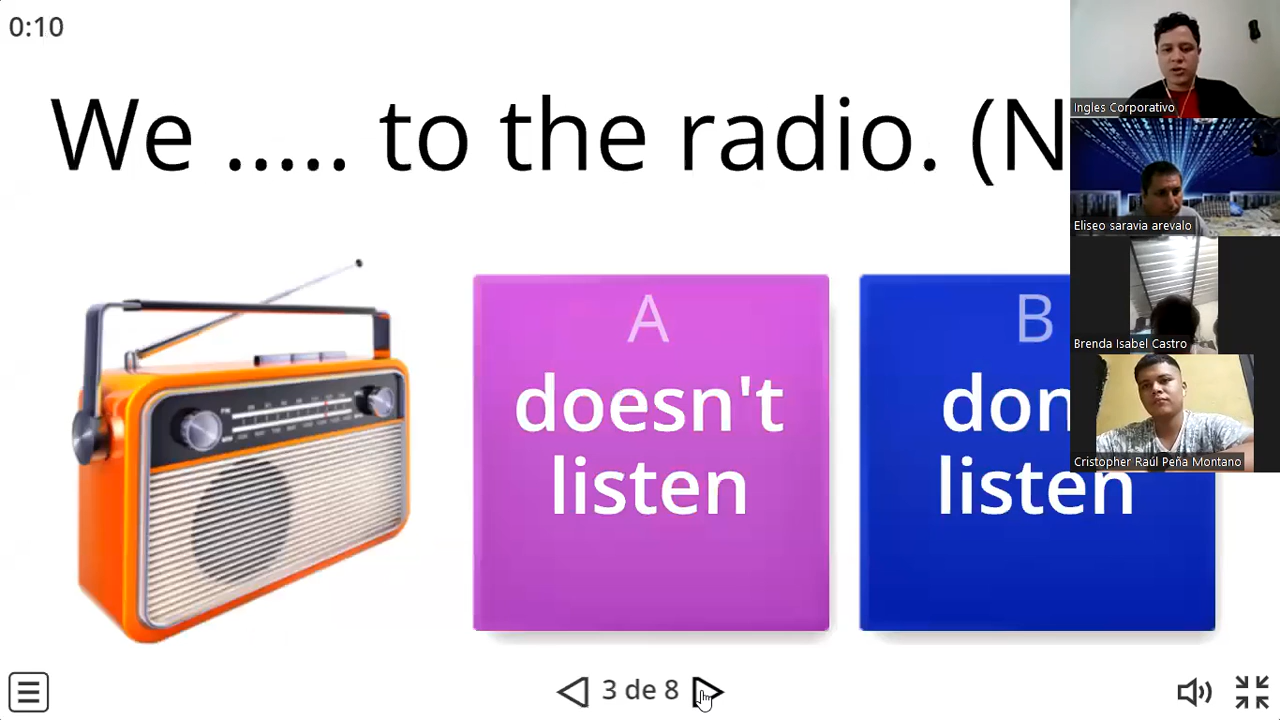 0:10
We ..... to the radio. (N
A
doesn't
listen
B
don
listen
3 de 8
Ingles Corporativo
Eliseo saravia arevalo
Brenda Isabel Castro
Cristopher Raúl Peña Montano